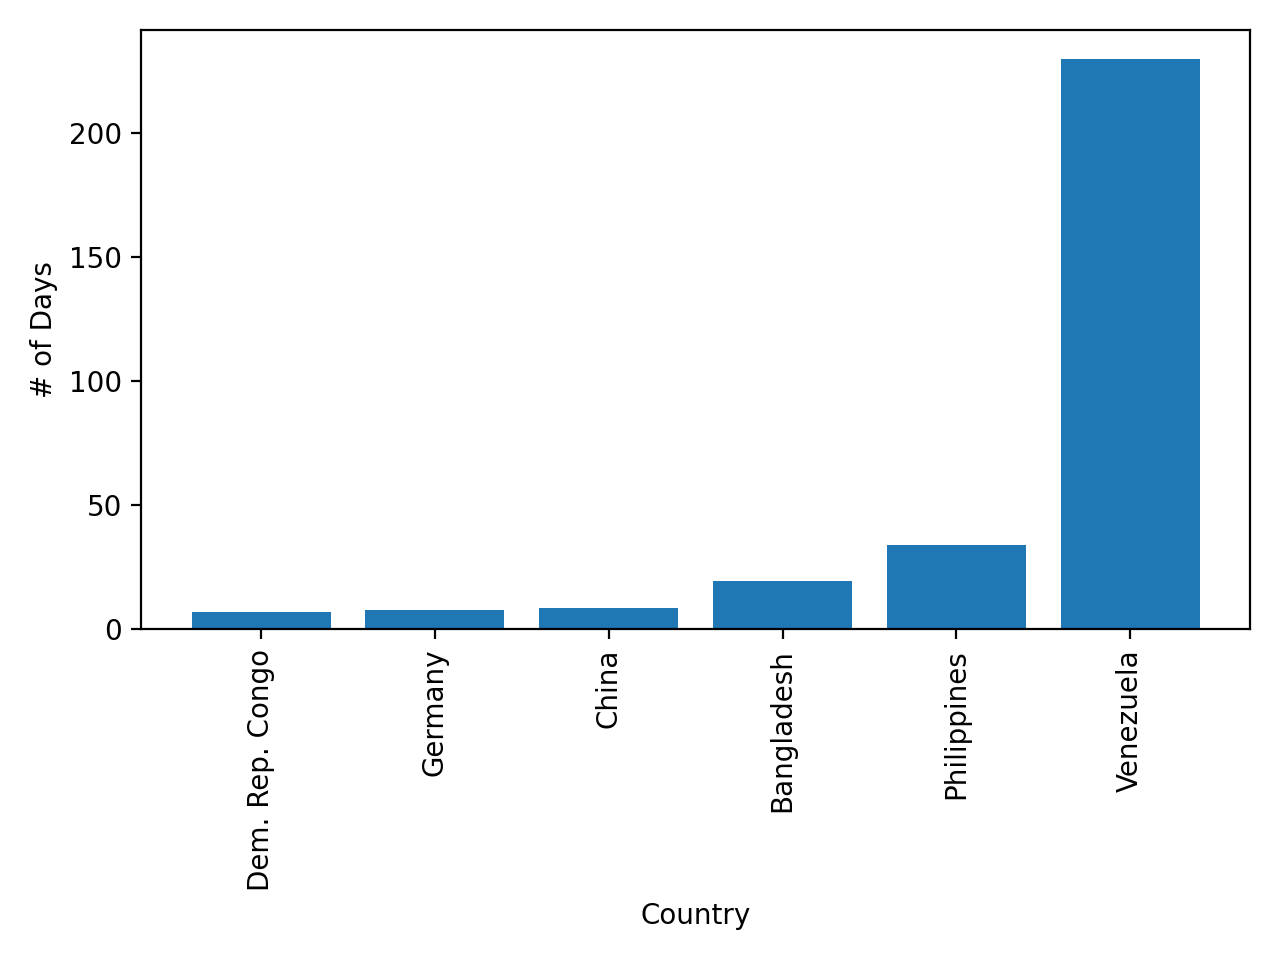 200
150
100
50
0
# of Days
Dem. Rep. Congo
Germany
China
Bangladesh
Philippines
Venezuela
Country